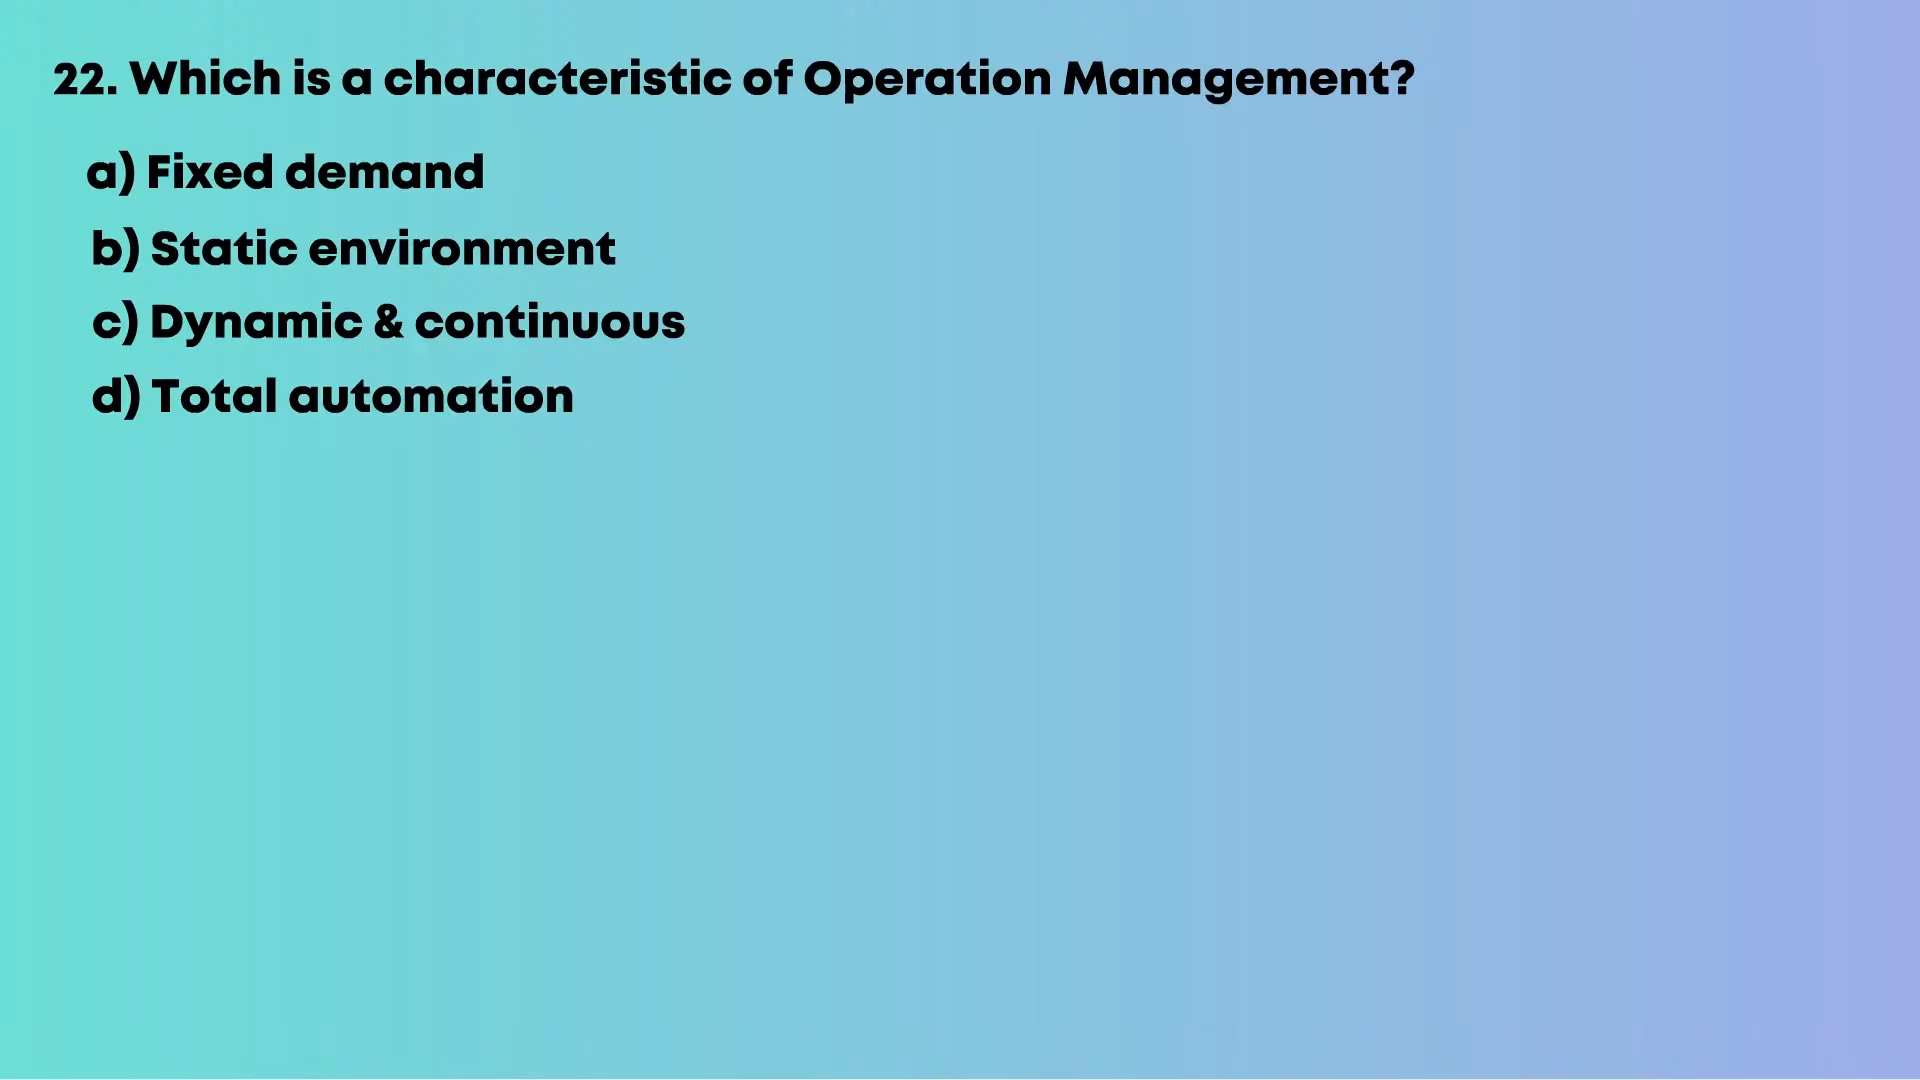 22. Which is a characteristic of Operation Management?
a) Fixed demand
b) Static environment
c) Dynamic & continuous
d) Total automation